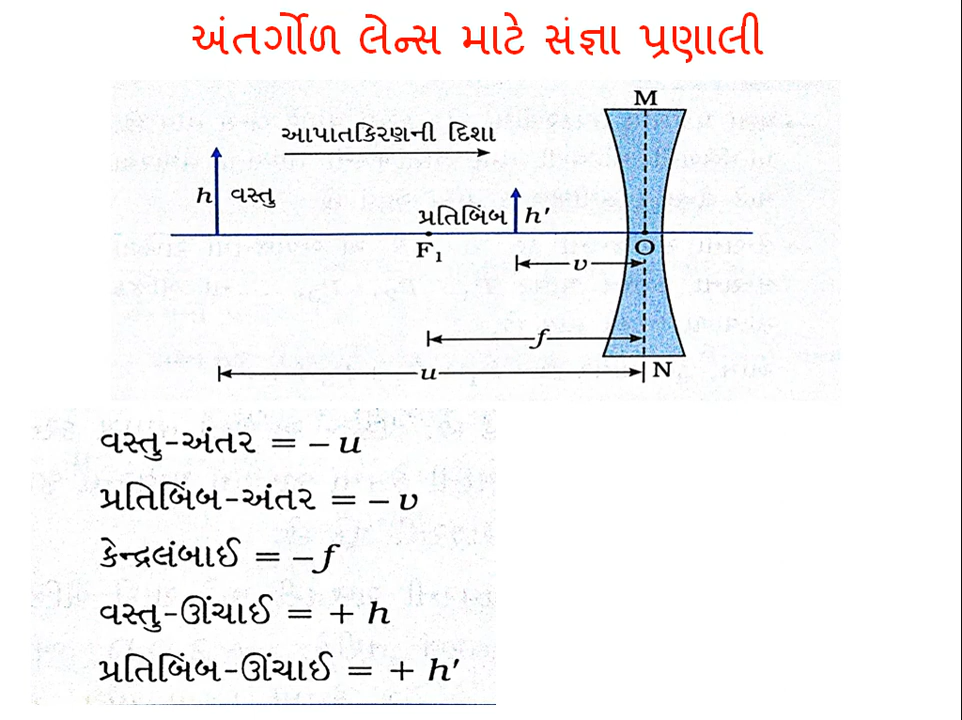 અંતર્ગોળ લેન્સ માટે સંજ્ઞા પ્રણાલી
M
આપાતકિરણની દિશા
h વસ્તુ
પ્રતિબિંબ h'
F₁ O
v
f
u N
વસ્તુ-અંતર = – u
પ્રતિબિંબ-અંતર = – v
કેન્દ્રલંબાઈ = –f
વસ્તુ-ઊંચાઈ = + h
પ્રતિબિંબ-ઊંચાઈ = + h'